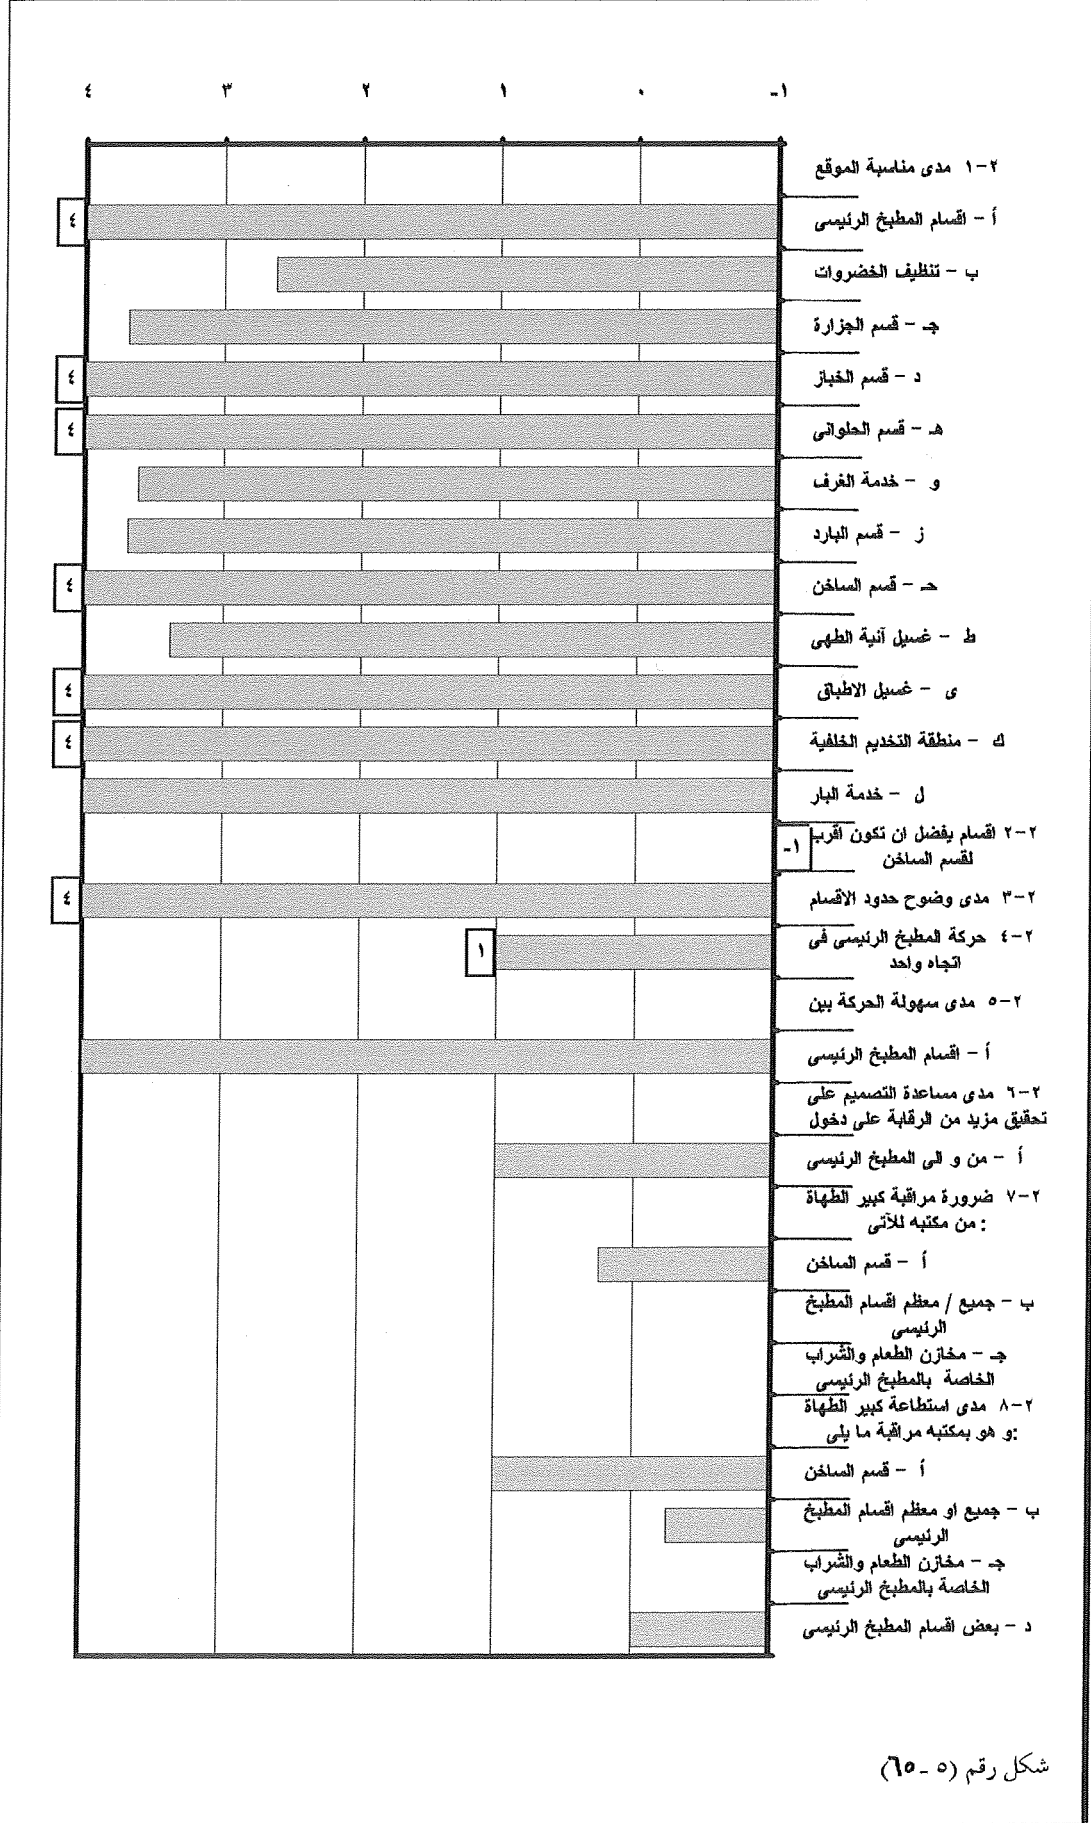 ١- ٠ ١ ٢ ٣ ٤
٢-١ مدى مناسبة الموقع
أ - اقسام المطبخ الرئيسى
٤
ب - تنظيف الخضروات
جـ - قسم الجزارة
د - قسم الخباز
٤
هـ - قسم الحلوانى
٤
و - خدمة الغرف
ز - قسم البارد
حـ - قسم الساخن
٤
ط - غسيل آنية الطهى
ى - غسيل الاطباق
٤
ك - منطقة التخديم الخلفية
٤
ل - خدمة البار
٢-٢ اقسام يفضل ان تكون اقرب
لقسم الساخن
١-
٢-٣ مدى وضوح حدود الاقسام
٤
٢-٤ حركة المطبخ الرئيسى فى
اتجاه واحد
١
٢-٥ مدى سهولة الحركة بين
أ - اقسام المطبخ الرئيسى
٢-٦ مدى مساعدة التصميم على
تحقيق مزيد من الرقابة على دخول
أ - من و الى المطبخ الرئيسى
٢-٧ ضرورة مراقبة كبير الطهاة
من مكتبه للآتى :
أ - قسم الساخن
ب - جميع / معظم اقسام المطبخ
الرئيسى
جـ - مخازن الطعام والشراب
الخاصة بالمطبخ الرئيسى
٢-٨ مدى استطاعة كبير الطهاة
و هو بمكتبه مراقبة ما يلى:
أ - قسم الساخن
ب - جميع او معظم اقسام المطبخ
الرئيسى
جـ - مخازن الطعام والشراب
الخاصة بالمطبخ الرئيسى
د - بعض اقسام المطبخ الرئيسى
شكل رقم (٥ - ٦٥)